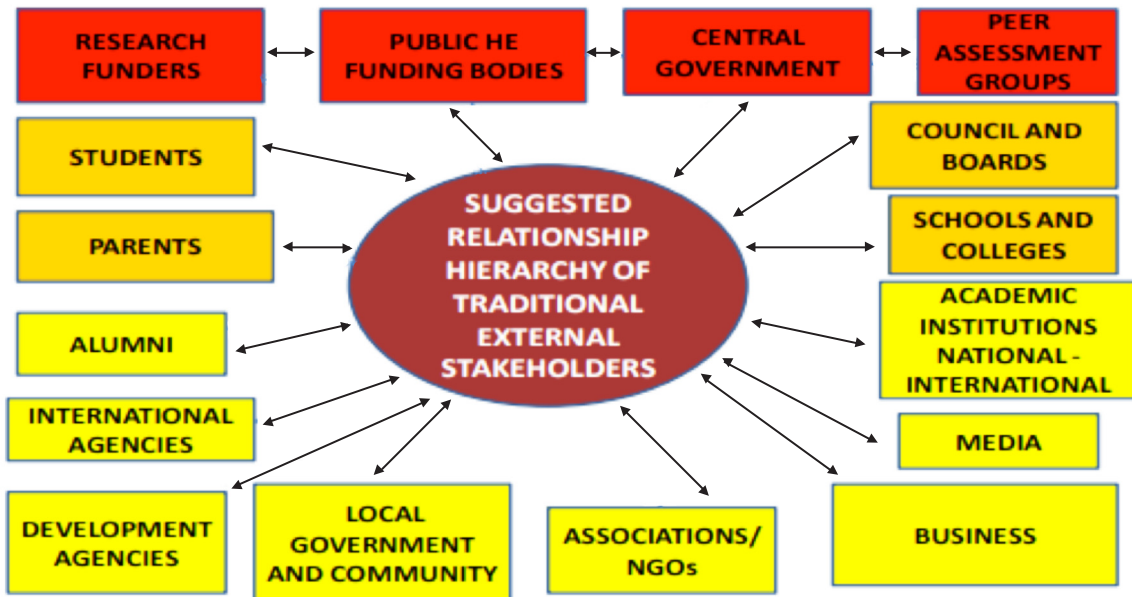 RESEARCH
FUNDERS
PUBLIC HE
FUNDING BODIES
CENTRAL
GOVERNMENT
PEER
ASSESSMENT
GROUPS
STUDENTS
COUNCIL AND
BOARDS
PARENTS
SUGGESTED
RELATIONSHIP
HIERARCHY OF
TRADITIONAL
EXTERNAL
STAKEHOLDERS
SCHOOLS AND
COLLEGES
ALUMNI
ACADEMIC
INSTITUTIONS
NATIONAL -
INTERNATIONAL
INTERNATIONAL
AGENCIES
MEDIA
DEVELOPMENT
AGENCIES
LOCAL
GOVERNMENT
AND COMMUNITY
ASSOCIATIONS/
NGOs
BUSINESS